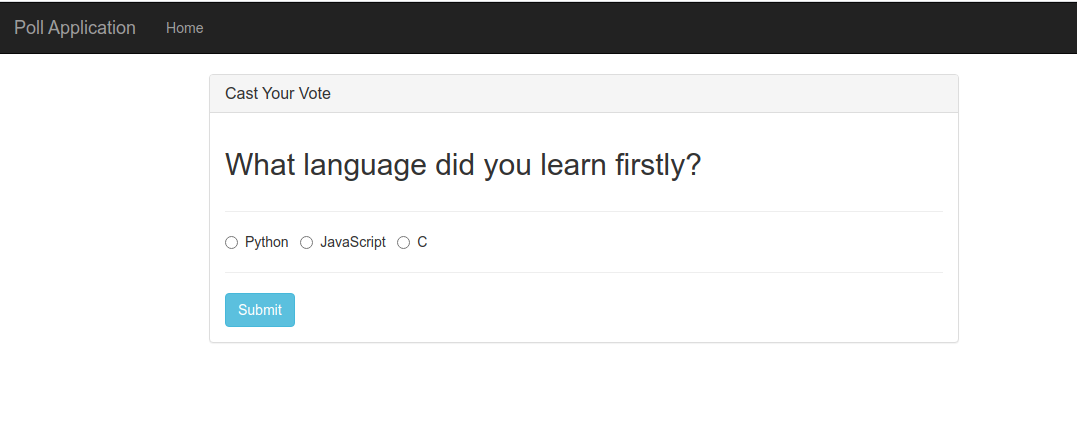 Poll Application Home
Cast Your Vote
What language did you learn firstly?
Python JavaScript C
Submit